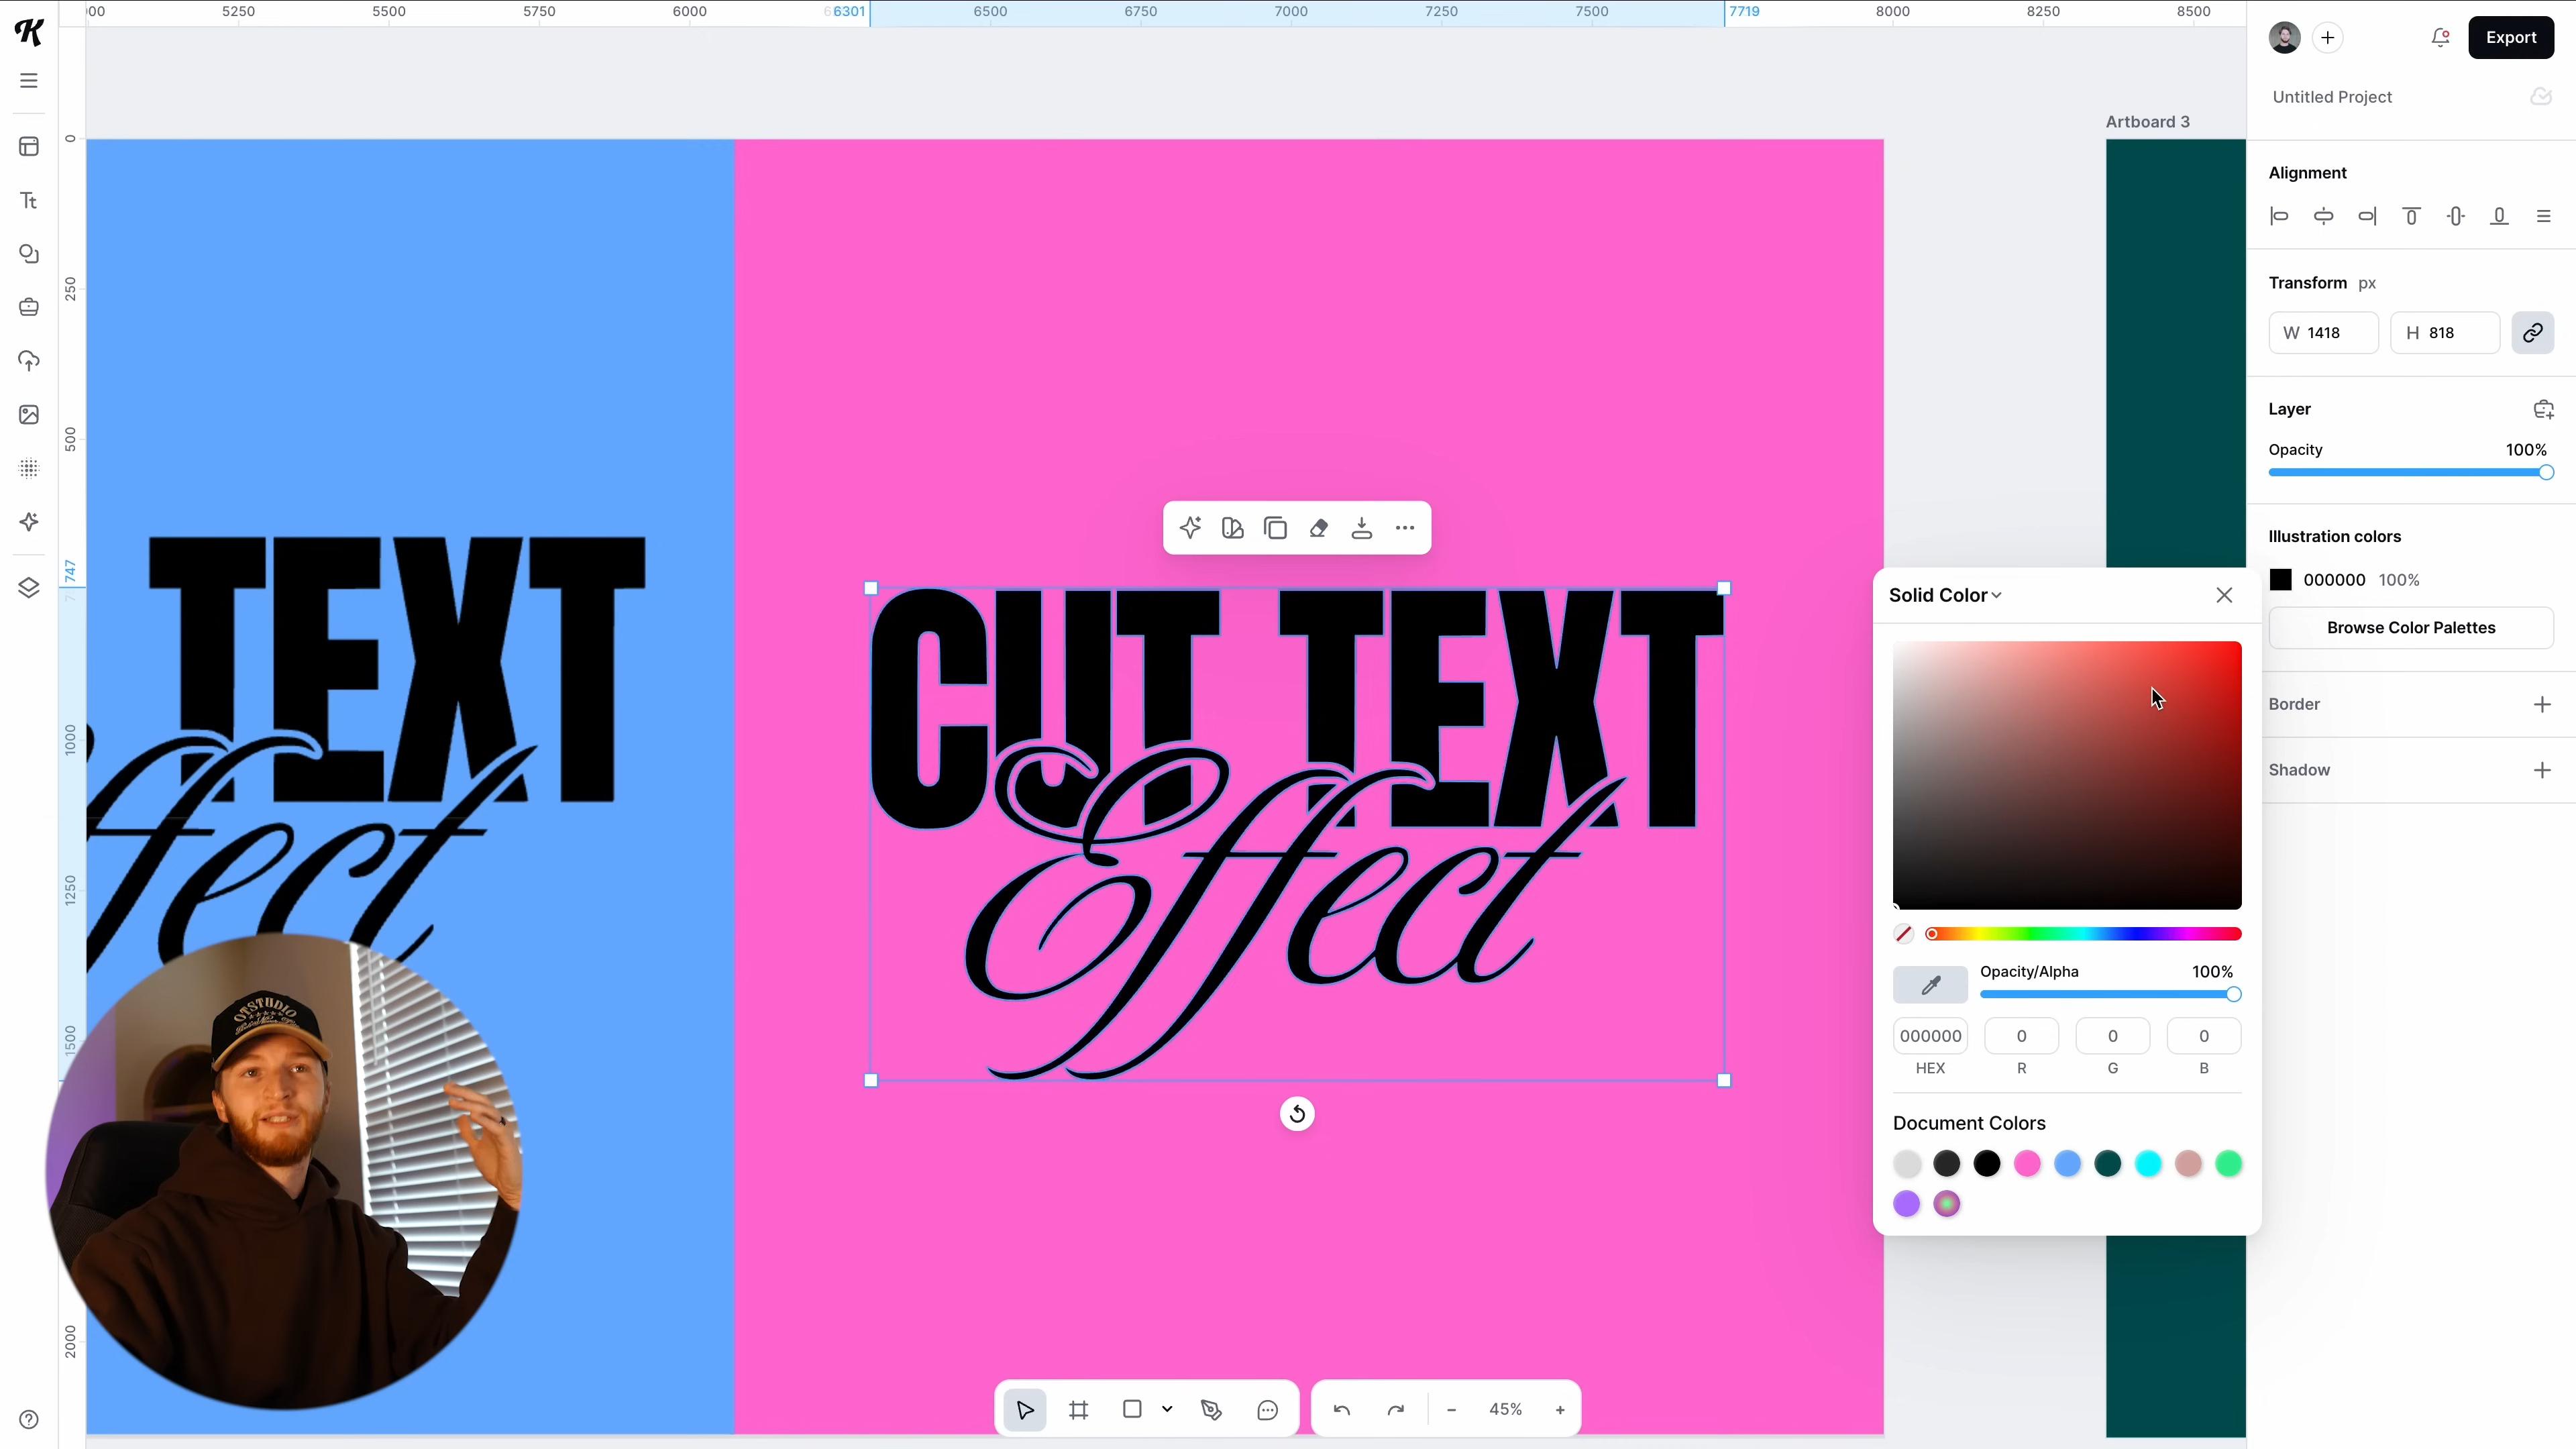 5250 5500 5750 6000 6301 6500 6750 7000 7250 7500 7719 8000 8250 8500
Export
Untitled Project
Artboard 3
0
250
500
747
1000
1250
1500
2000
Alignment
Transform px
W 1418 H 818
Layer
Opacity 100%
Illustration colors
000000 100%
Browse Color Palettes
Border
Shadow
TEXT
ffect
CUT TEXT
Effect
Solid Color
Opacity/Alpha 100%
000000 0 0 0
HEX R G B
Document Colors
OTSTUDIO
45%